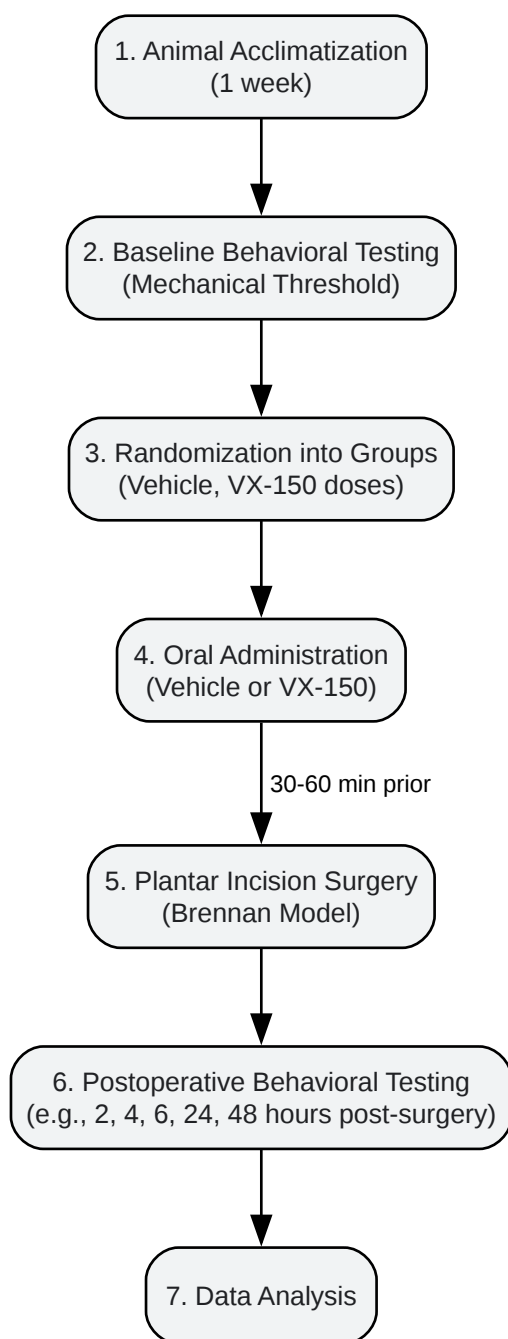 1. Animal Acclimatization
(1 week)
2. Baseline Behavioral Testing
(Mechanical Threshold)
3. Randomization into Groups
(Vehicle, VX-150 doses)
4. Oral Administration
(Vehicle or VX-150)
30-60 min prior
5. Plantar Incision Surgery
(Brennan Model)
6. Postoperative Behavioral Testing
(e.g., 2, 4, 6, 24, 48 hours post-surgery)
7. Data Analysis